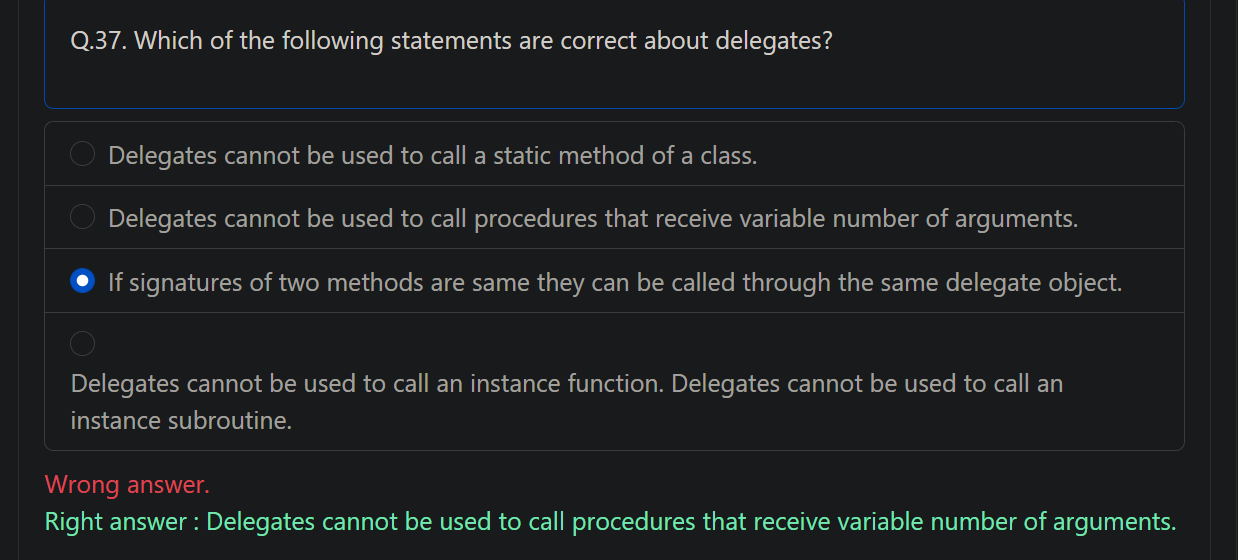 Q.37. Which of the following statements are correct about delegates?
Delegates cannot be used to call a static method of a class.
Delegates cannot be used to call procedures that receive variable number of arguments.
If signatures of two methods are same they can be called through the same delegate object.
Delegates cannot be used to call an instance function. Delegates cannot be used to call an
instance subroutine.
Wrong answer.
Right answer : Delegates cannot be used to call procedures that receive variable number of arguments.